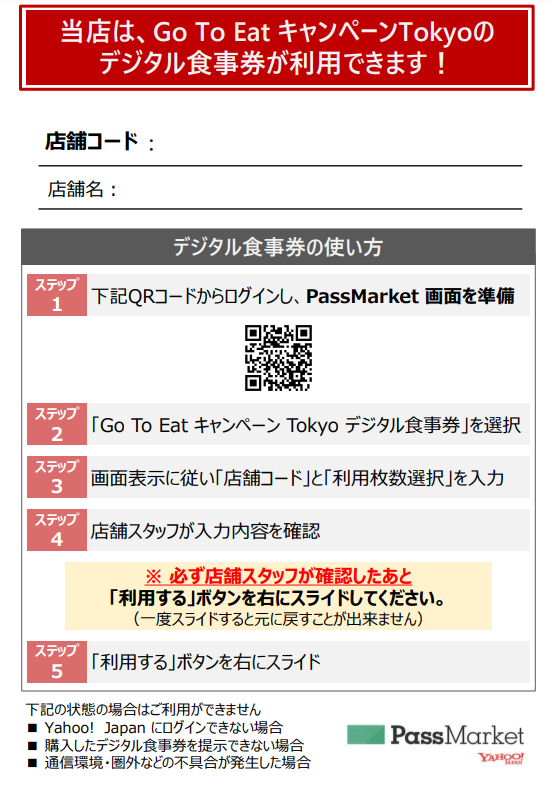 当店は、Go To Eat キャンペーンTokyoの
デジタル食事券が利用できます！
店舗コード：
店舗名：
デジタル食事券の使い方
ステップ
1
下記QRコードからログインし、PassMarket 画面を準備
ステップ
2
「Go To Eat キャンペーン Tokyo デジタル食事券」を選択
ステップ
3
画面表示に従い「店舗コード」と「利用枚数選択」を入力
ステップ
4
店舗スタッフが入力内容を確認
※ 必ず店舗スタッフが確認したあと
「利用する」ボタンを右にスライドしてください。
（一度スライドすると元に戻すことが出来ません）
ステップ
5
「利用する」ボタンを右にスライド
下記の状態の場合はご利用ができません
■ Yahoo! Japan にログインできない場合
■ 購入したデジタル食事券を提示できない場合
■ 通信環境・圏外などの不具合が発生した場合
PassMarket
YAHOO!
JAPAN